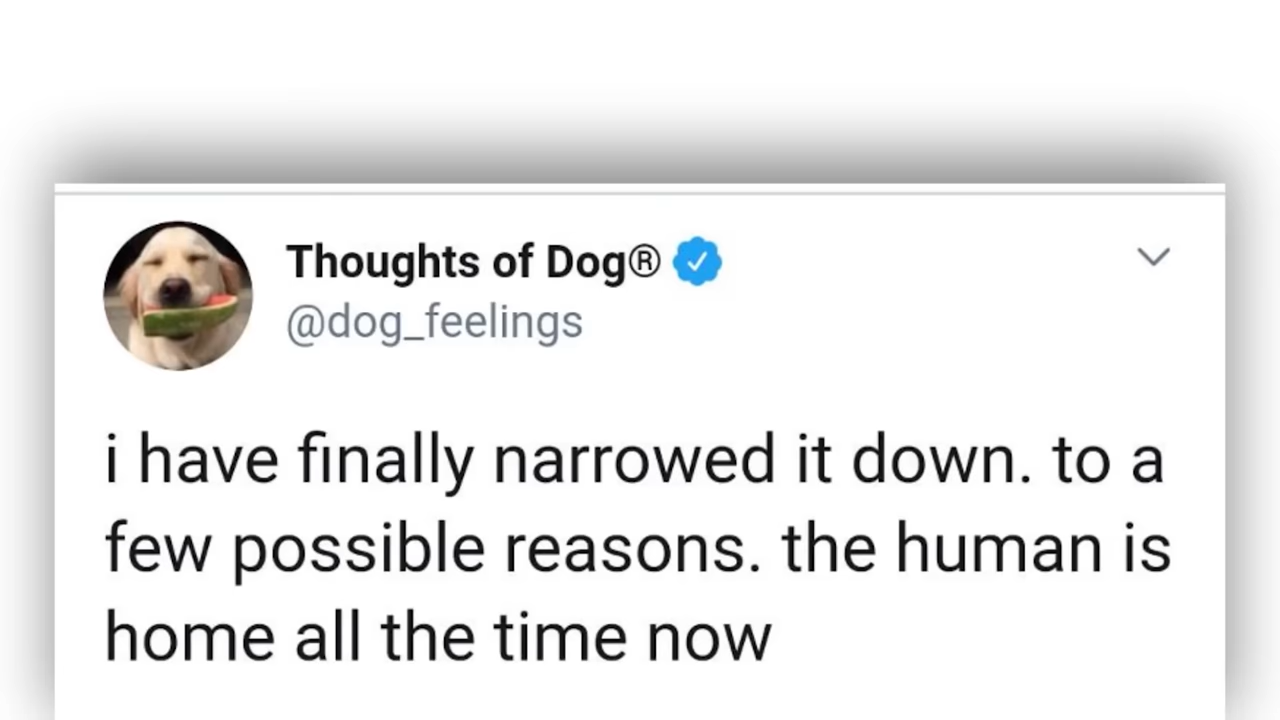 Thoughts of Dog®
@dog_feelings
i have finally narrowed it down. to a
few possible reasons. the human is
home all the time now